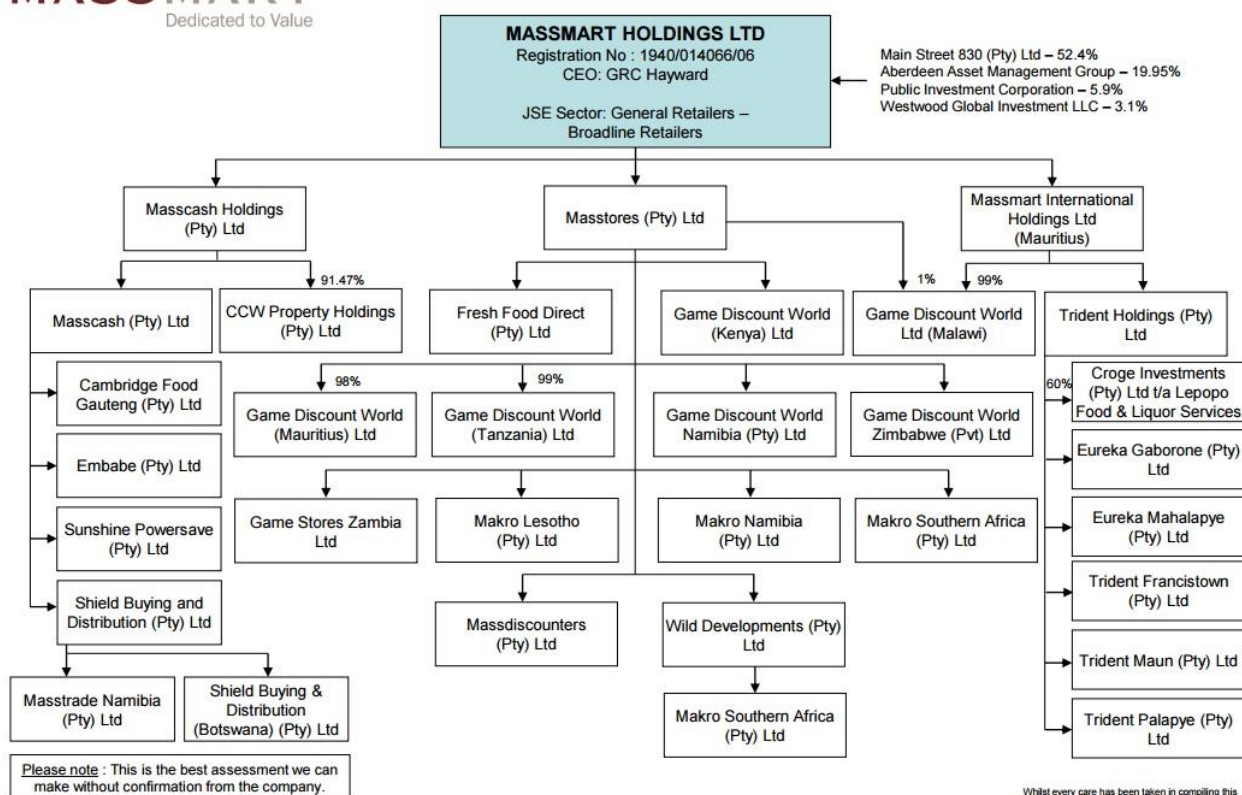 MASSMART
Dedicated to Value
MASSMART HOLDINGS LTD
Registration No : 1940/014066/06
CEO: GRC Hayward
JSE Sector: General Retailers –
Broadline Retailers
Main Street 830 (Pty) Ltd – 52.4%
Aberdeen Asset Management Group – 19.95%
Public Investment Corporation – 5.9%
Westwood Global Investment LLC – 3.1%
Masscash Holdings
(Pty) Ltd
Masstores (Pty) Ltd
Massmart International
Holdings Ltd
(Mauritius)
91.47%
1%
99%
Masscash (Pty) Ltd
CCW Property Holdings
(Pty) Ltd
Fresh Food Direct
(Pty) Ltd
Game Discount World
(Kenya) Ltd
Game Discount World
Ltd (Malawi)
Trident Holdings (Pty)
Ltd
Cambridge Food
Gauteng (Pty) Ltd
98%
Game Discount World
(Mauritius) Ltd
99%
Game Discount World
(Tanzania) Ltd
Game Discount World
Namibia (Pty) Ltd
Game Discount World
Zimbabwe (Pvt) Ltd
60%
Croge Investments
(Pty) Ltd t/a Lepopo
Food & Liquor Services
Embabe (Pty) Ltd
Eureka Gaborone (Pty)
Ltd
Sunshine Powersave
(Pty) Ltd
Game Stores Zambia
Ltd
Makro Lesotho
(Pty) Ltd
Makro Namibia
(Pty) Ltd
Makro Southern Africa
(Pty) Ltd
Eureka Mahalapye
(Pty) Ltd
Shield Buying and
Distribution (Pty) Ltd
Massdiscounters
(Pty) Ltd
Wild Developments (Pty)
Ltd
Trident Francistown
(Pty) Ltd
Trident Maun (Pty) Ltd
Masstrade Namibia
(Pty) Ltd
Shield Buying &
Distribution
(Botswana) (Pty) Ltd
Makro Southern Africa
(Pty) Ltd
Trident Palapye (Pty)
Ltd
Please note : This is the best assessment we can
make without confirmation from the company.
Whilst every care has been taken in compiling this